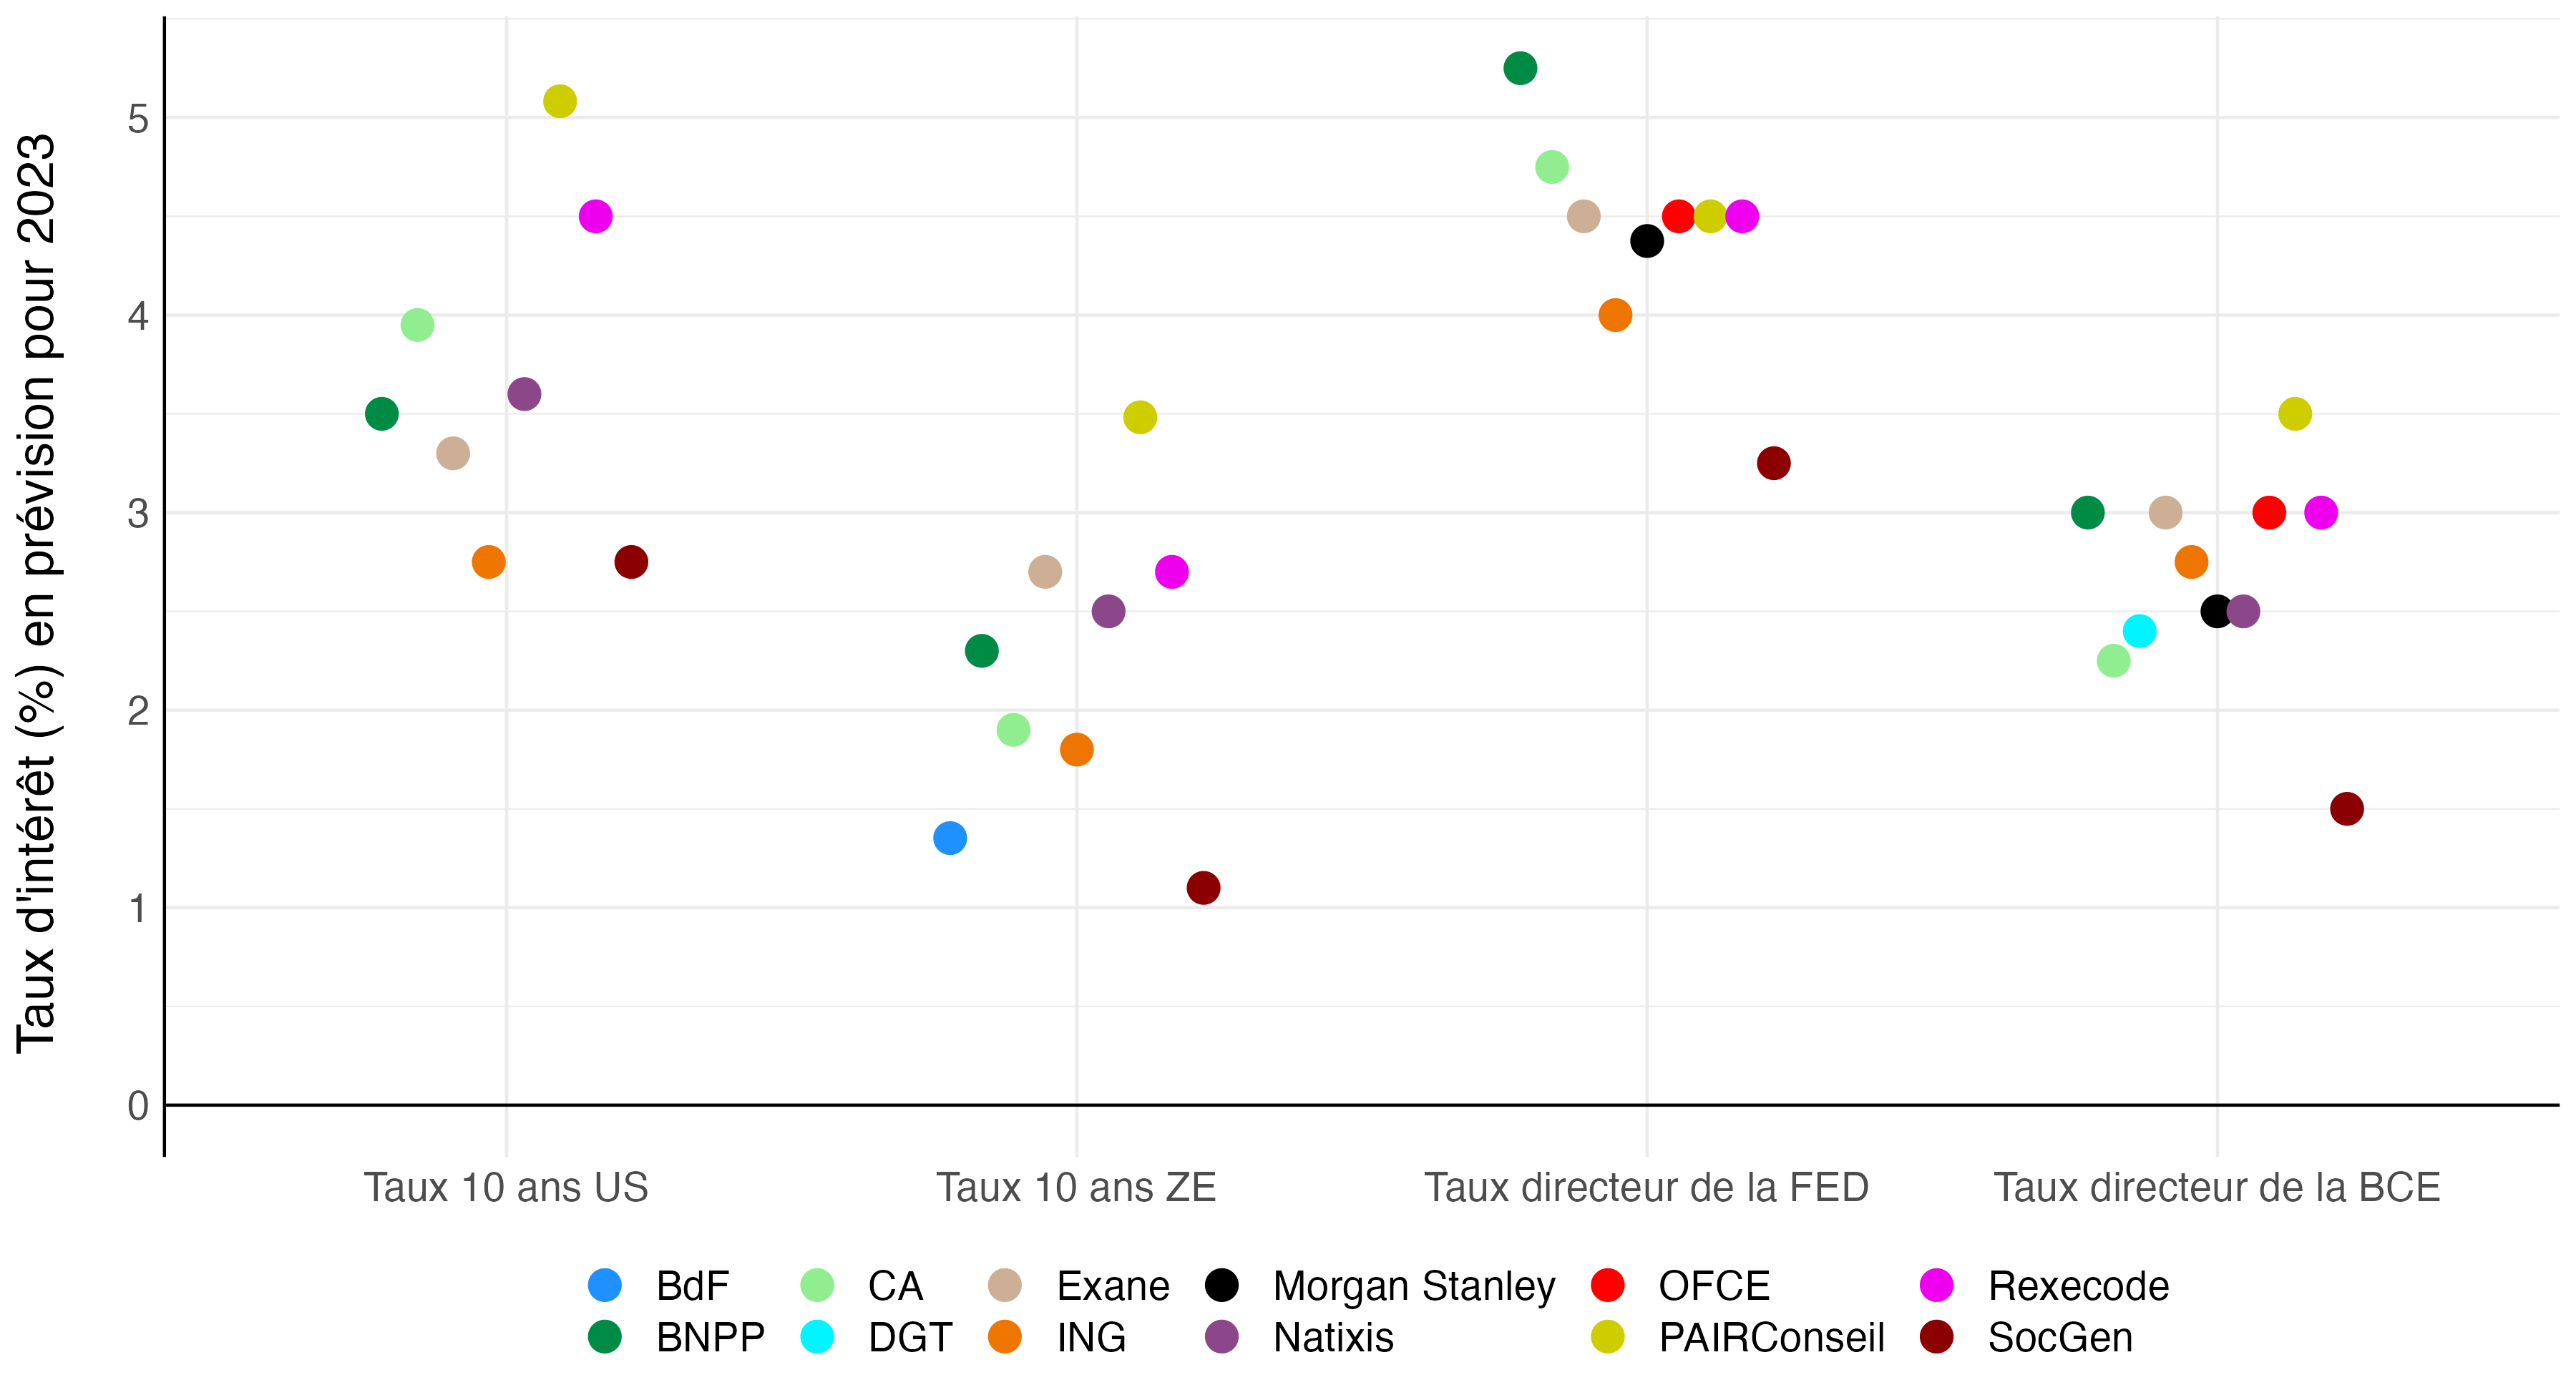 Taux d'intérêt (%) en prévision pour 2023
5
4
3
2
1
0
Taux 10 ans US
Taux 10 ans ZE
Taux directeur de la FED
Taux directeur de la BCE
BdF
CA
Exane
Morgan Stanley
OFCE
Rexecode
BNPP
DGT
ING
Natixis
PAIRConseil
SocGen